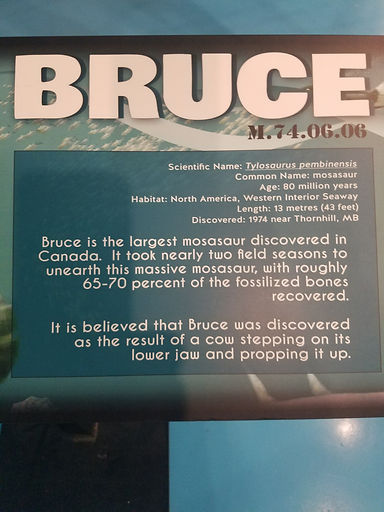 BRUCE
M.74.06.06
Scientific Name: Tylosaurus pembinensis
Common Name: mosasaur
Age: 80 million years
Habitat: North America, Western Interior Seaway
Length: 13 metres (43 feet)
Discovered: 1974 near Thornhill, MB
Bruce is the largest mosasaur discovered in
Canada. It took nearly two field seasons to
unearth this massive mosasaur, with roughly
65-70 percent of the fossilized bones
recovered.
It is believed that Bruce was discovered
as the result of a cow stepping on its
lower jaw and propping it up.